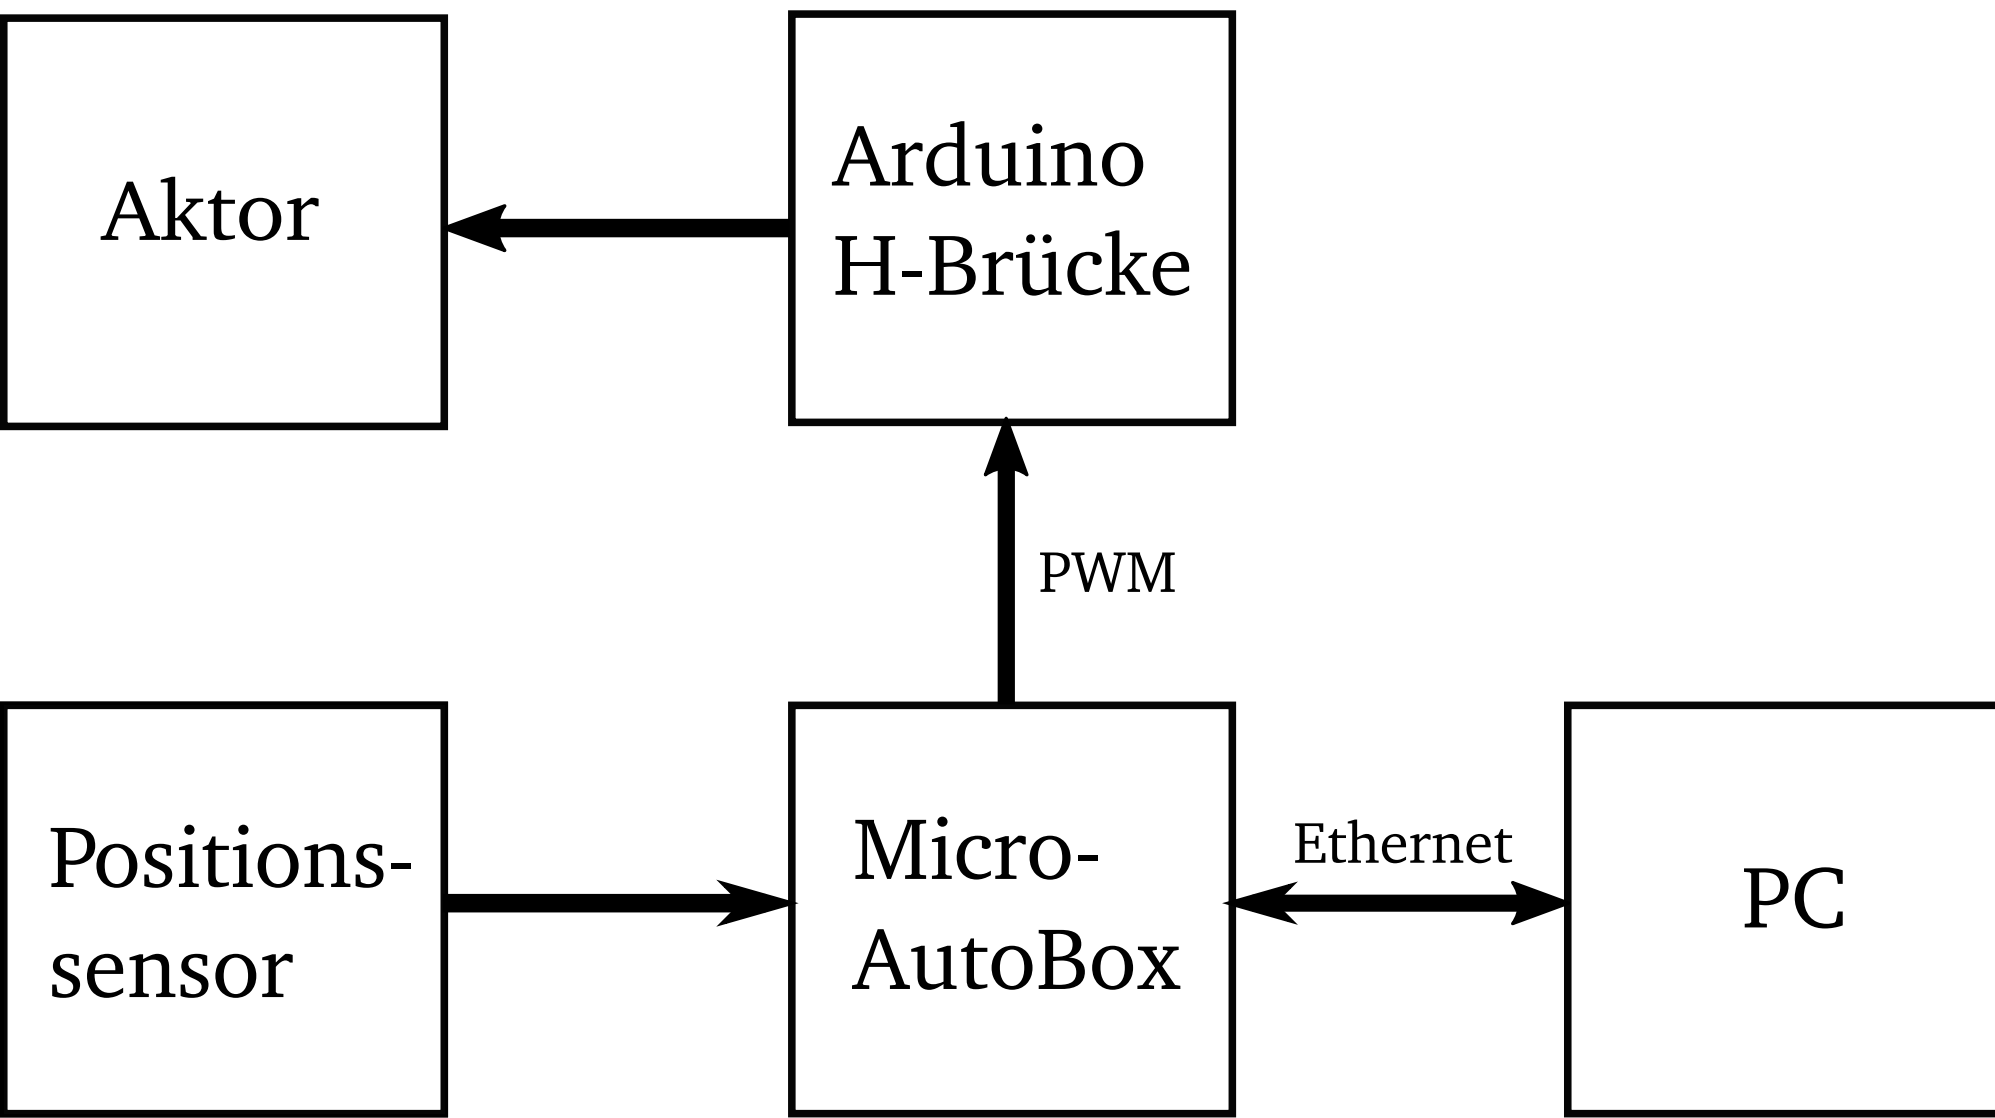 Aktor
Arduino
H-Brücke
PWM
Positions-
sensor
Micro-
AutoBox
Ethernet
PC